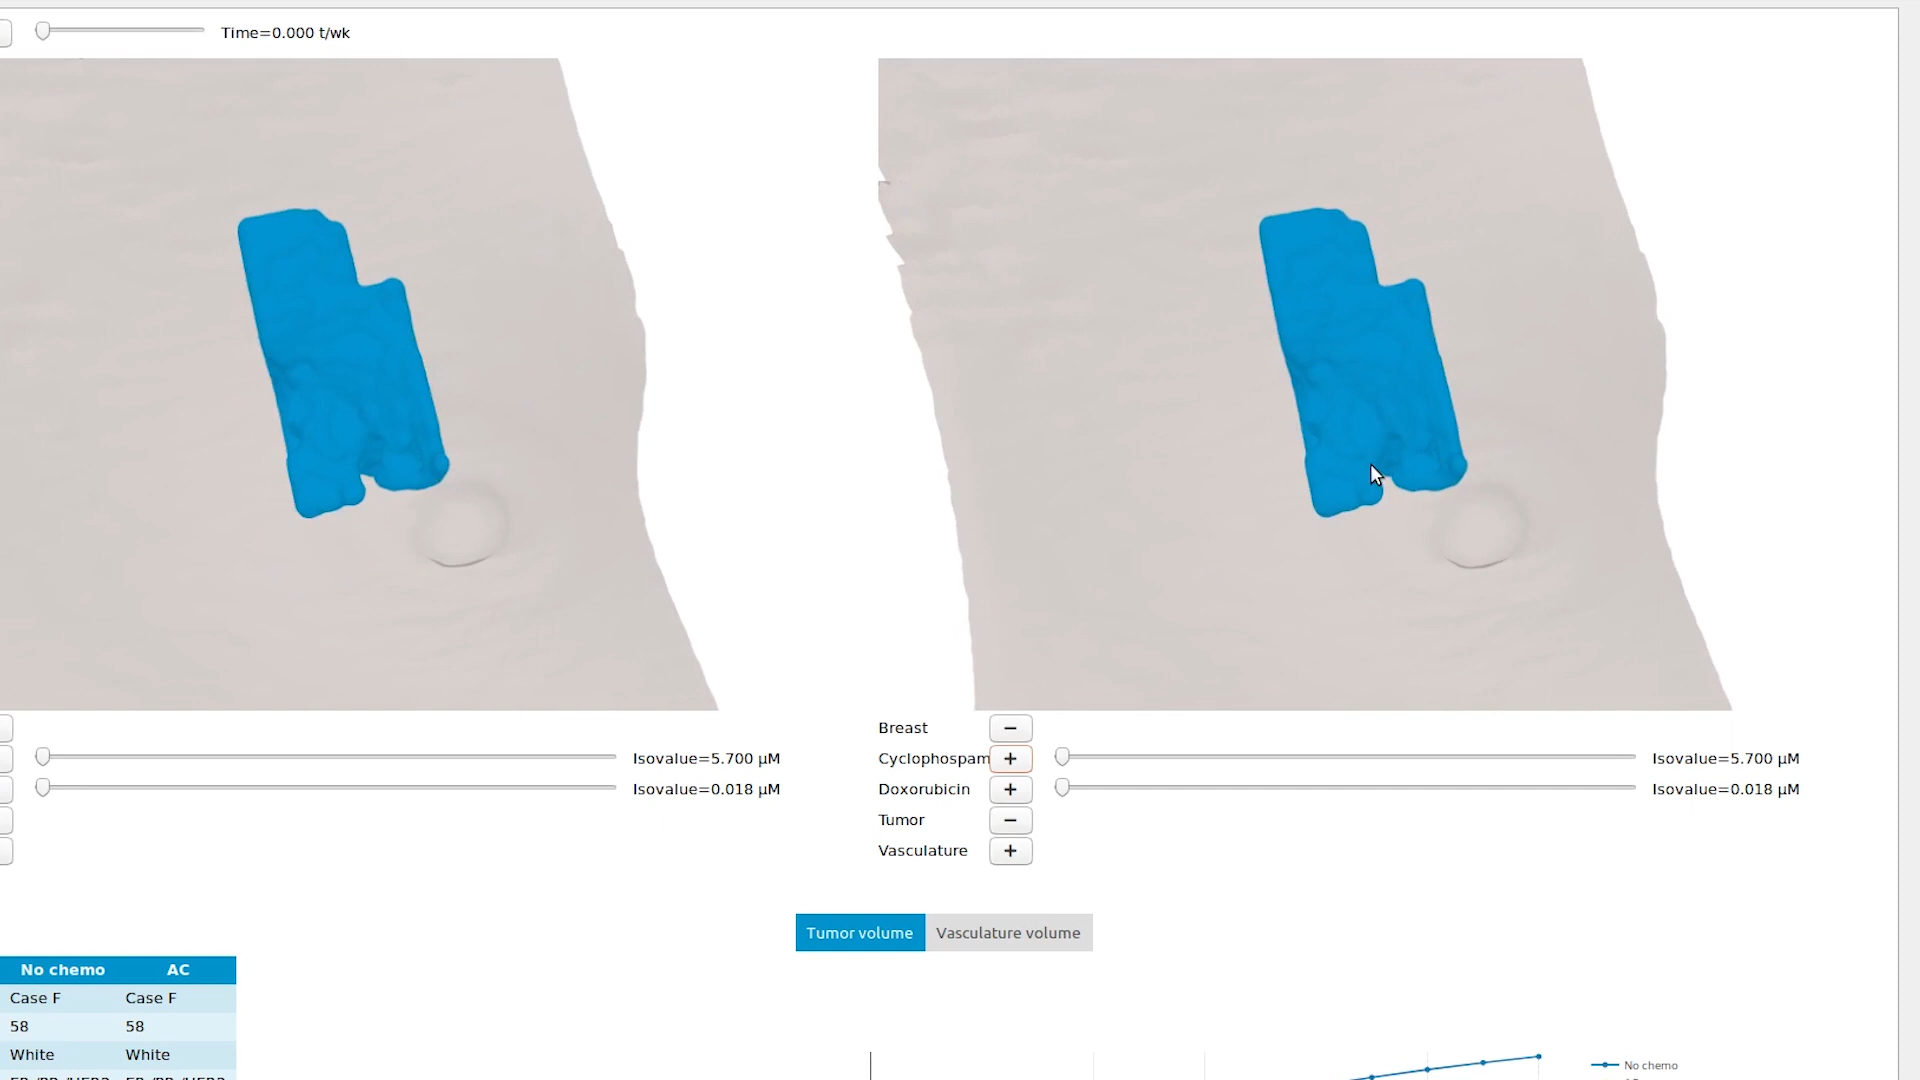 Time=0.000 t/wk
Breast −
Cyclophospam +
Isovalue=5.700 µM
Isovalue=5.700 µM
Doxorubicin +
Isovalue=0.018 µM
Isovalue=0.018 µM
Tumor −
Vasculature +
Tumor volume
Vasculature volume
No chemo AC
Case F Case F
58 58
White White
No chemo